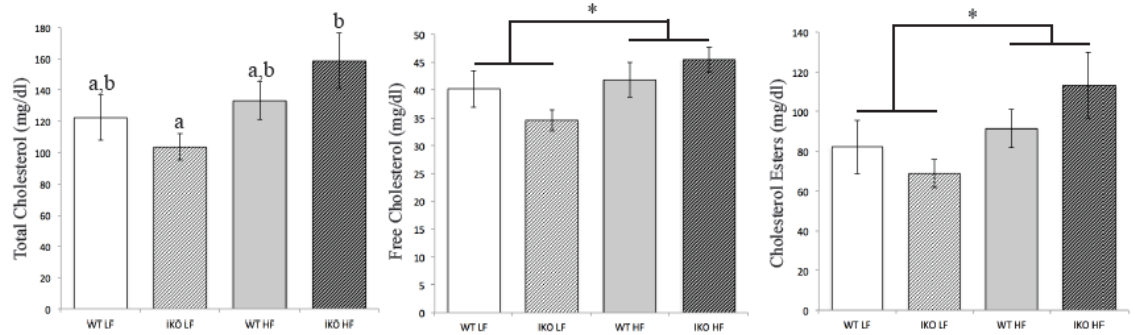 Total Cholesterol (mg/dl)
180
160
140
120
100
80
60
40
20
0
a,b
a
a,b
b
WT LF
IKO LF
WT HF
IKO HF
Free Cholesterol (mg/dl)
50
45
40
35
30
25
20
15
10
5
0
*
WT LF
IKO LF
WT HF
IKO HF
Cholesterol Esters (mg/dl)
140
120
100
80
60
40
20
0
*
WT LF
IKO LF
WT HF
IKO HF